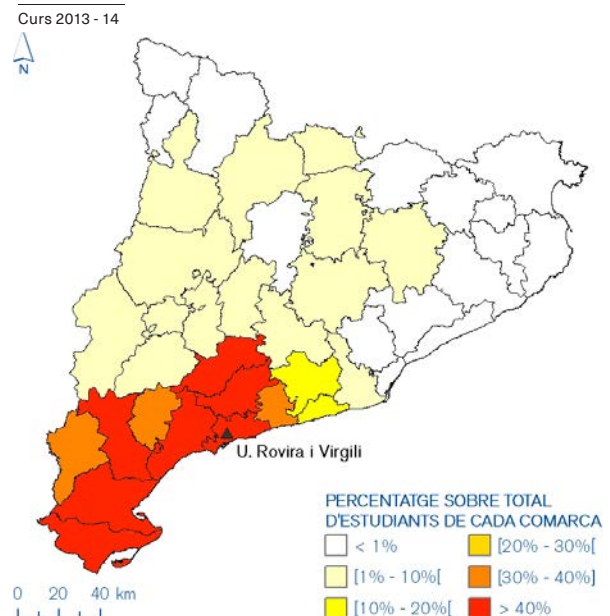 Curs 2013 - 14
N
U. Rovira i Virgili
PERCENTATGE SOBRE TOTAL
D'ESTUDIANTS DE CADA COMARCA
< 1%
[20% - 30%[
[1% - 10%[
[30% - 40%]
[10% - 20%[
> 40%
0 20 40 km